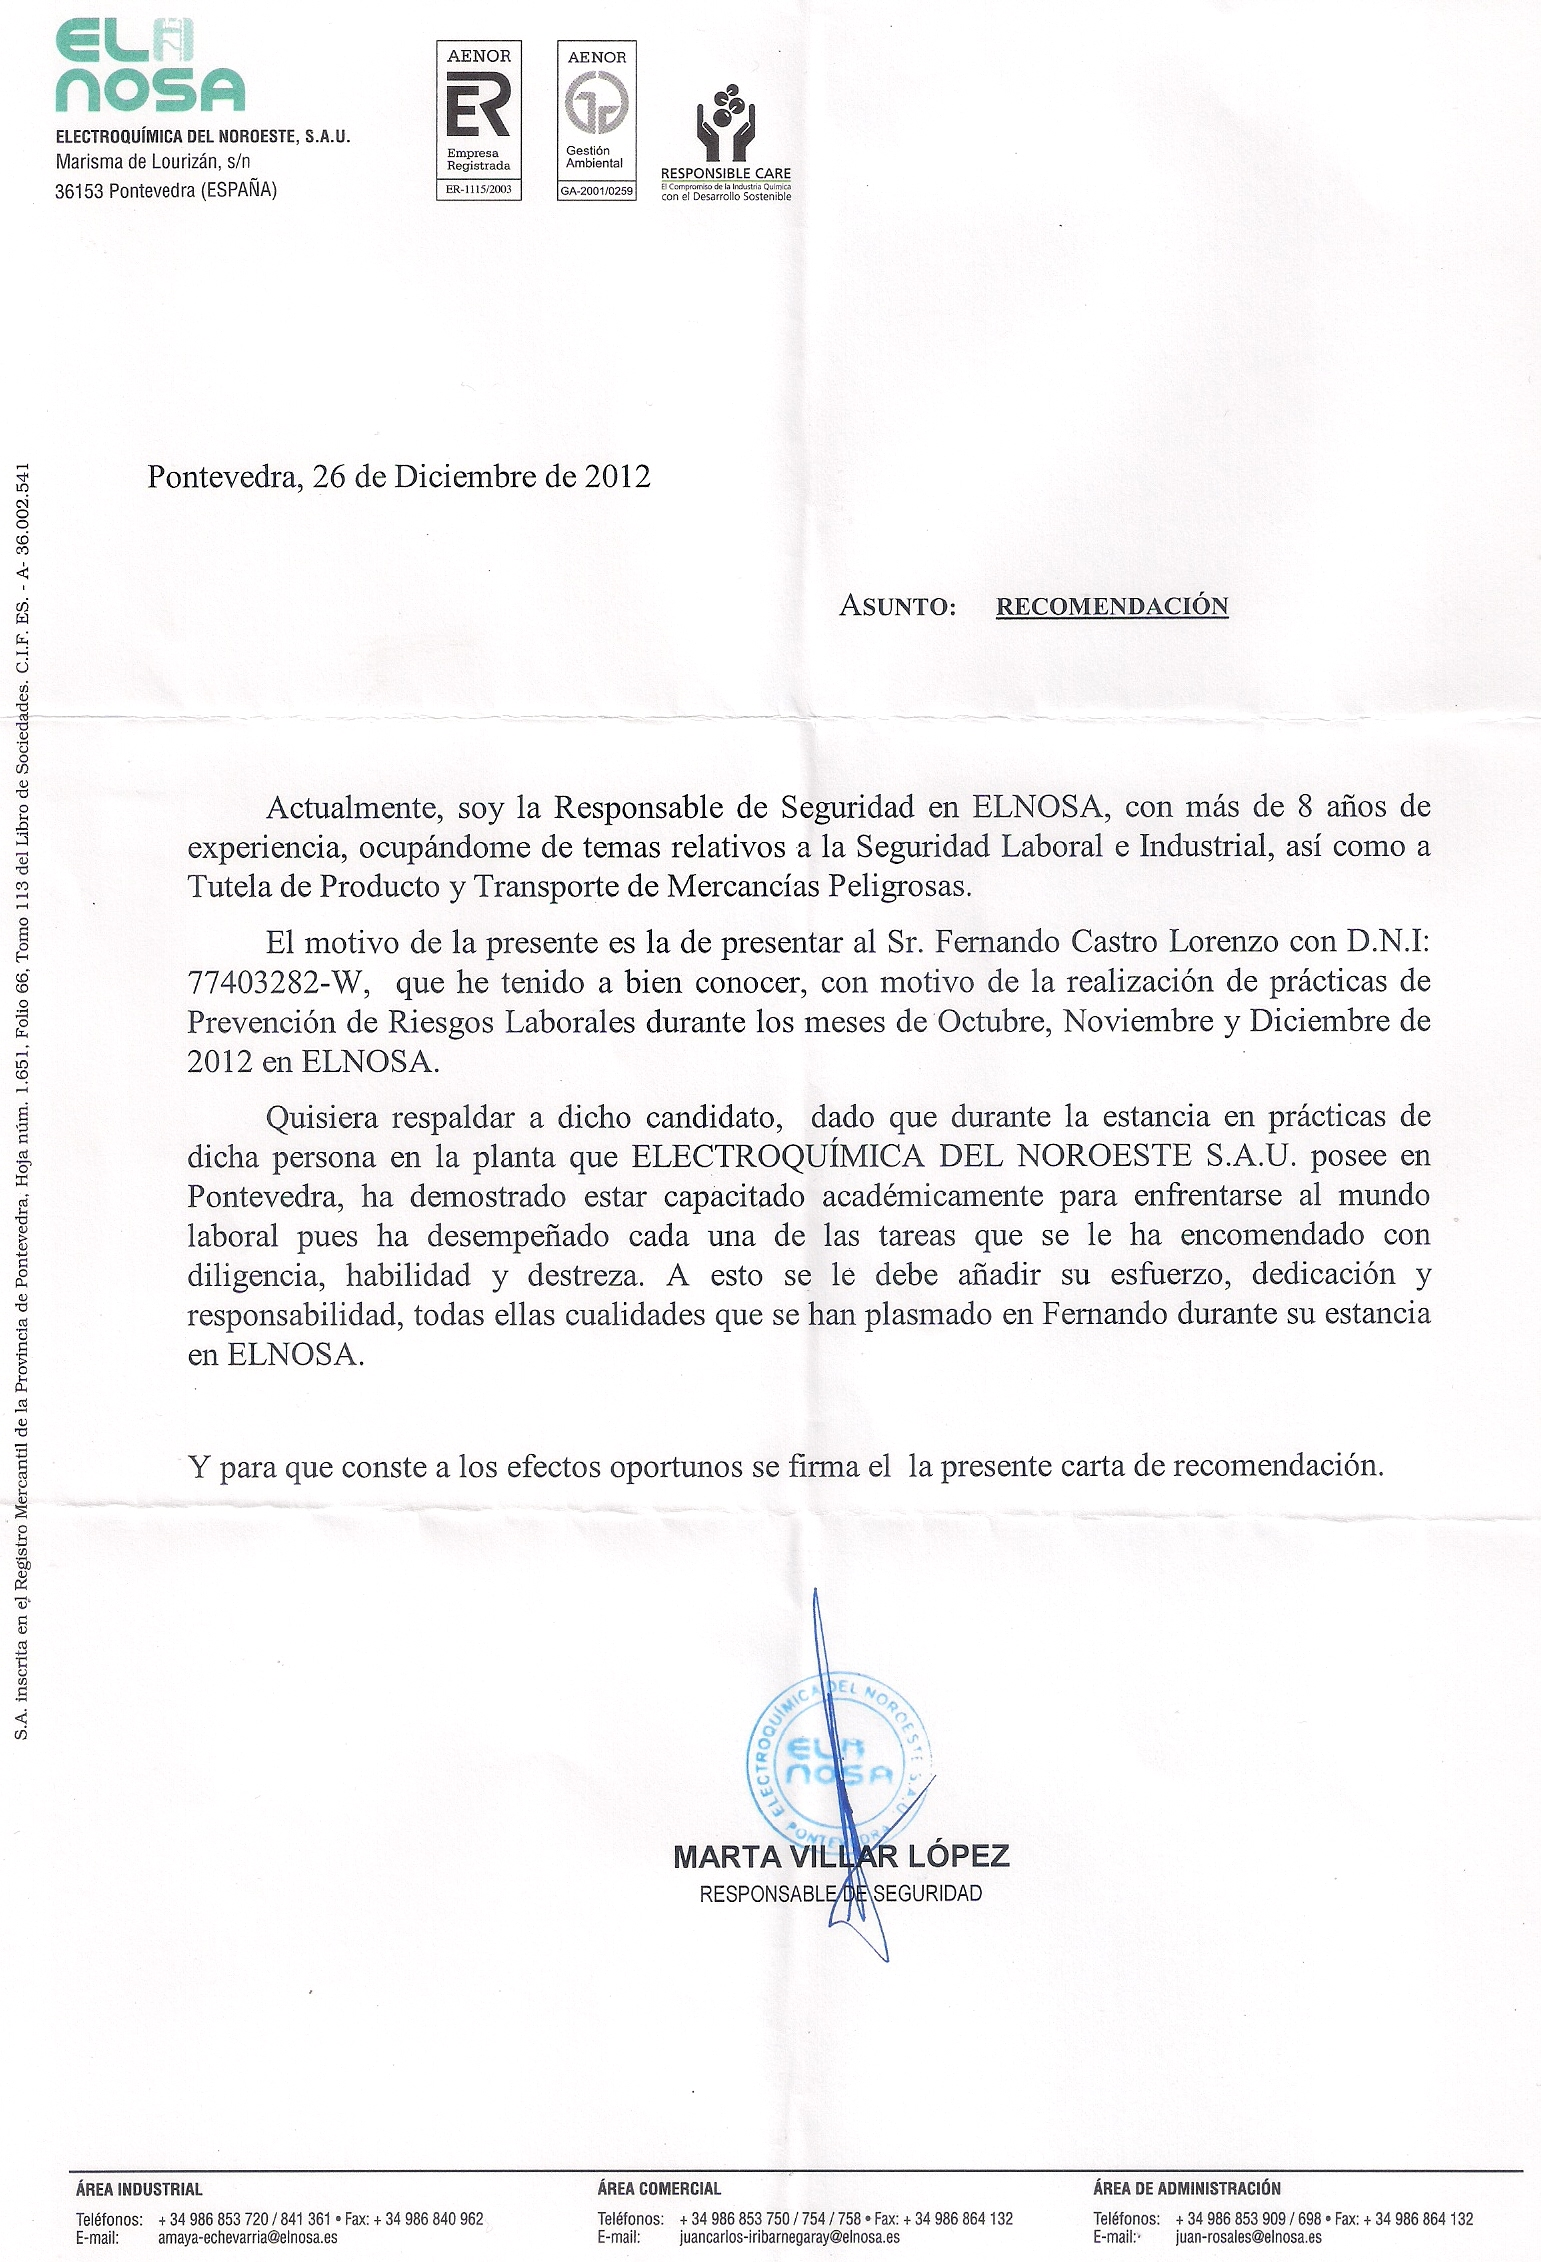 ELNOSA
ELECTROQUÍMICA DEL NOROESTE, S.A.U.
Marisma de Lourizán, s/n
36153 Pontevedra (ESPAÑA)
AENOR
ER
Empresa
Registrada
ER-1115/2003
AENOR
Gestión
Ambiental
GA-2001/0259
RESPONSIBLE CARE
El Compromiso de la Industria Química
con el Desarrollo Sostenible
Pontevedra, 26 de Diciembre de 2012
ASUNTO: RECOMENDACIÓN
Actualmente, soy la Responsable de Seguridad en ELNOSA, con más de 8 años de
experiencia, ocupándome de temas relativos a la Seguridad Laboral e Industrial, así como a
Tutela de Producto y Transporte de Mercancías Peligrosas.
El motivo de la presente es la de presentar al Sr. Fernando Castro Lorenzo con D.N.I:
77403282-W, que he tenido a bien conocer, con motivo de la realización de prácticas de
Prevención de Riesgos Laborales durante los meses de Octubre, Noviembre y Diciembre de
2012 en ELNOSA.
Quisiera respaldar a dicho candidato, dado que durante la estancia en prácticas de
dicha persona en la planta que ELECTROQUÍMICA DEL NOROESTE S.A.U. posee en
Pontevedra, ha demostrado estar capacitado académicamente para enfrentarse al mundo
laboral pues ha desempeñado cada una de las tareas que se le ha encomendado con
diligencia, habilidad y destreza. A esto se le debe añadir su esfuerzo, dedicación y
responsabilidad, todas ellas cualidades que se han plasmado en Fernando durante su estancia
en ELNOSA.
Y para que conste a los efectos oportunos se firma el la presente carta de recomendación.
ELECTROQUÍMICA DEL NOROESTE S.A.U.
ELNOSA
PONTEVEDRA
MARTA VILLAR LÓPEZ
RESPONSABLE DE SEGURIDAD
S.A. inscrita en el Registro Mercantil de la Provincia de Pontevedra, Hoja núm. 1.651, Folio 66, Tomo 113 del Libro de Sociedades. C.I.F. ES. - A- 36.002.541
ÁREA INDUSTRIAL
Teléfonos: + 34 986 853 720 / 841 361 • Fax: + 34 986 840 962
E-mail: amaya-echevarria@elnosa.es
ÁREA COMERCIAL
Teléfonos: + 34 986 853 750 / 754 / 758 • Fax: + 34 986 864 132
E-mail: juancarlos-iribarnegaray@elnosa.es
ÁREA DE ADMINISTRACIÓN
Teléfonos: + 34 986 853 909 / 698 • Fax: + 34 986 864 132
E-mail: juan-rosales@elnosa.es